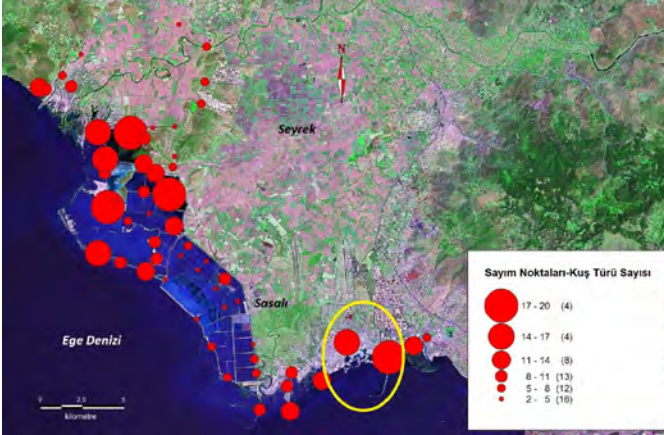 N
Seyrek
Sayım Noktaları-Kuş Türü Sayısı
17 - 20 (4)
14 - 17 (4)
11 - 14 (8)
8 - 11 (13)
5 - 8 (12)
2 - 5 (16)
Sasalı
Ege Denizi
0 2,5 5
kilometre